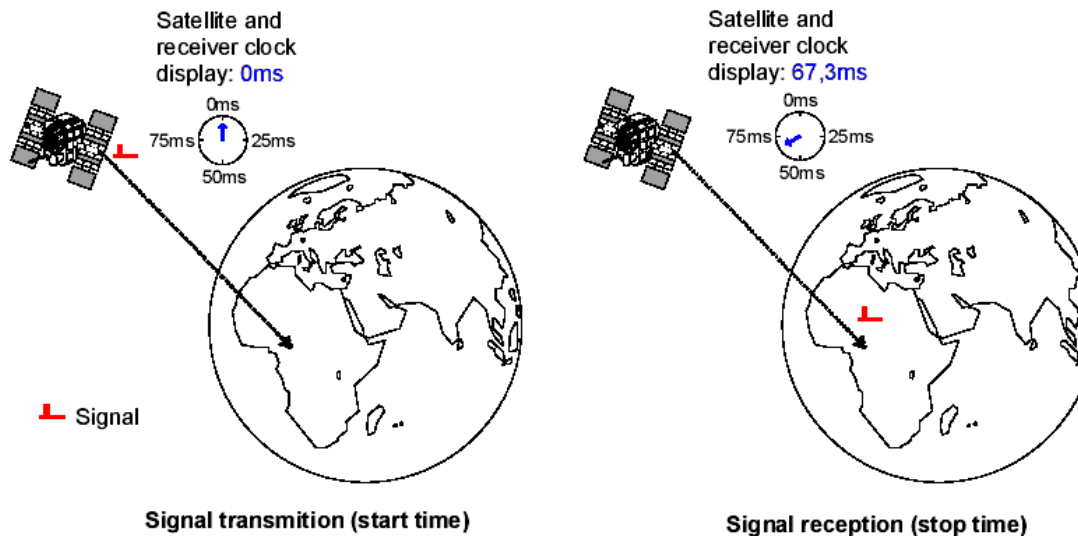 Satellite and
receiver clock
display: 0ms
0ms
75ms
25ms
50ms
Signal
Signal transmition (start time)
Satellite and
receiver clock
display: 67,3ms
0ms
75ms
25ms
50ms
Signal reception (stop time)